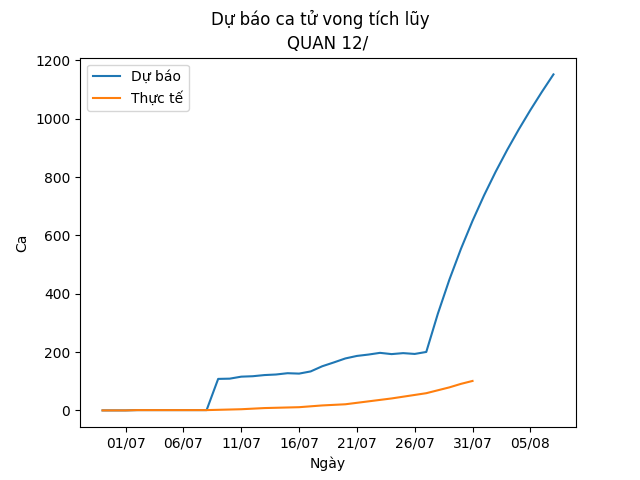 Dự báo ca tử vong tích lũy
QUAN 12/
Dự báo
Thực tế
Ca
1200
1000
800
600
400
200
0
01/07 06/07 11/07 16/07 21/07 26/07 31/07 05/08
Ngày